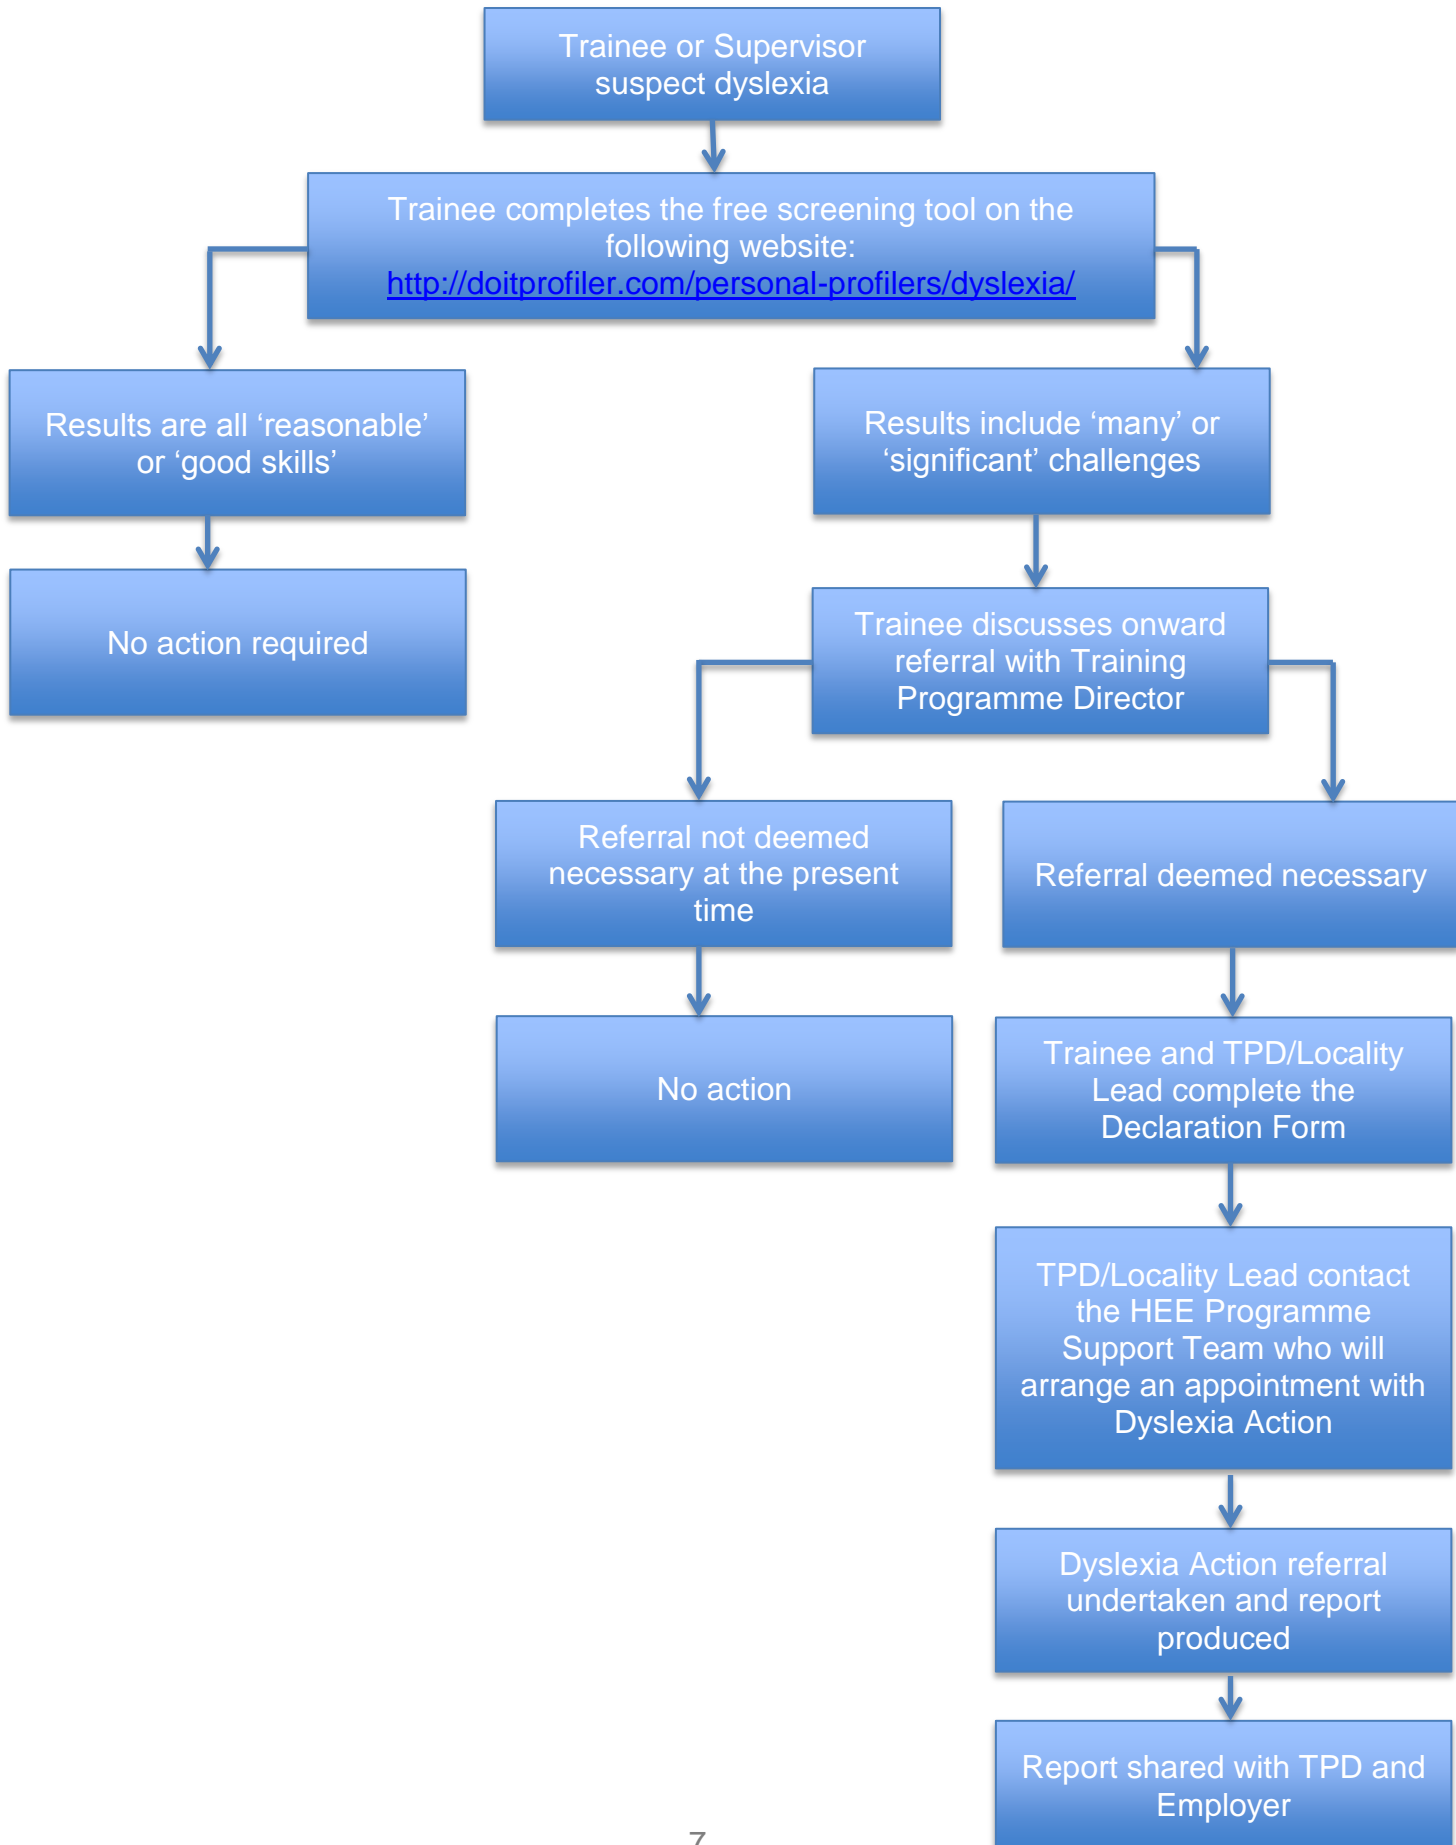 Trainee or Supervisor
suspect dyslexia
Trainee completes the free screening tool on the
following website:
http://doitprofiler.com/personal-profilers/dyslexia/
Results are all ‘reasonable’
or ‘good skills’
Results include ‘many’ or
‘significant’ challenges
No action required
Trainee discusses onward
referral with Training
Programme Director
Referral not deemed
necessary at the present
time
Referral deemed necessary
No action
Trainee and TPD/Locality
Lead complete the
Declaration Form
TPD/Locality Lead contact
the HEE Programme
Support Team who will
arrange an appointment with
Dyslexia Action
Dyslexia Action referral
undertaken and report
produced
Report shared with TPD and
Employer
7